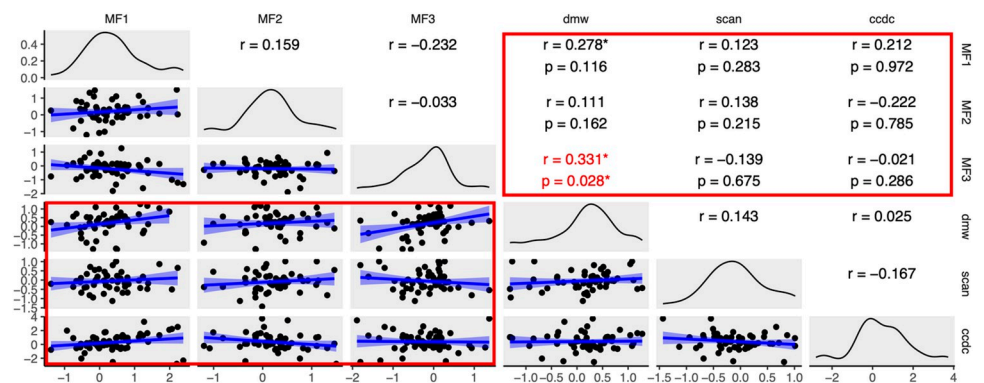 MF1 MF2 MF3 dmw scan ccdc
0.4
0.2
0.0
r = 0.159 r = −0.232 r = 0.278* r = 0.123 r = 0.212 MF1
p = 0.116 p = 0.283 p = 0.972
1
0
−1
r = −0.033 r = 0.111 r = 0.138 r = −0.222 MF2
p = 0.162 p = 0.215 p = 0.785
1
0
−1
−2
r = 0.331* r = −0.139 r = −0.021 MF3
p = 0.028* p = 0.675 p = 0.286
1.0
0.5
0.0
−0.5
−1.0
r = 0.143 r = 0.025 dmw
1.0
0.5
0.0
−0.5
−1.0
−1.5
r = −0.167 scan
4
2
0
−2
ccdc
−1 0 1 2 −1 0 1 −2 −1 0 1 −1.0 −0.5 0.0 0.5 1.0 −1.5 −1.0 −0.5 0.0 0.5 1.0 −2 0 2 4